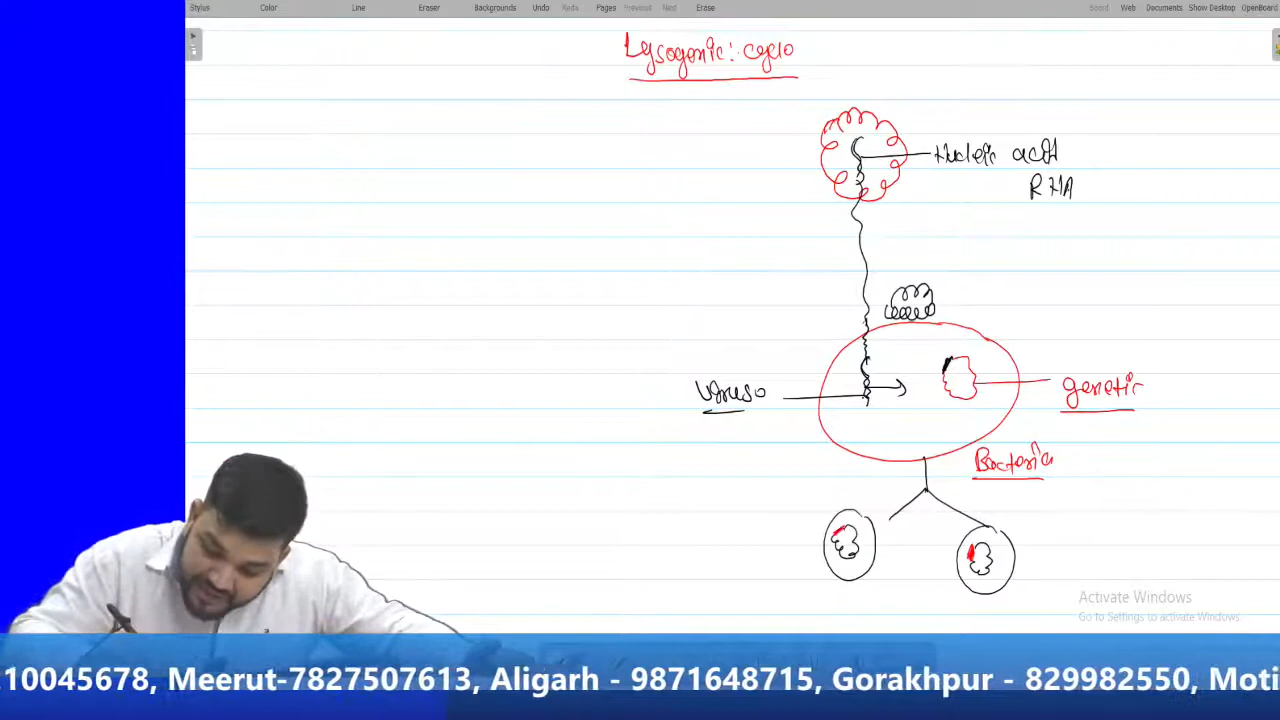 Stylus Color Line Eraser Backgrounds Undo Redo Pages Previous Next Erase Board Web Documents Show Desktop OpenBoard
Lysogenic: cyclo
Nucleic acid
RNA
Viruso
genetic
Bacteria
Activate Windows
Go to Settings to activate Windows.
.10045678, Meerut-7827507613, Aligarh - 9871648715, Gorakhpur - 829982550, Moti